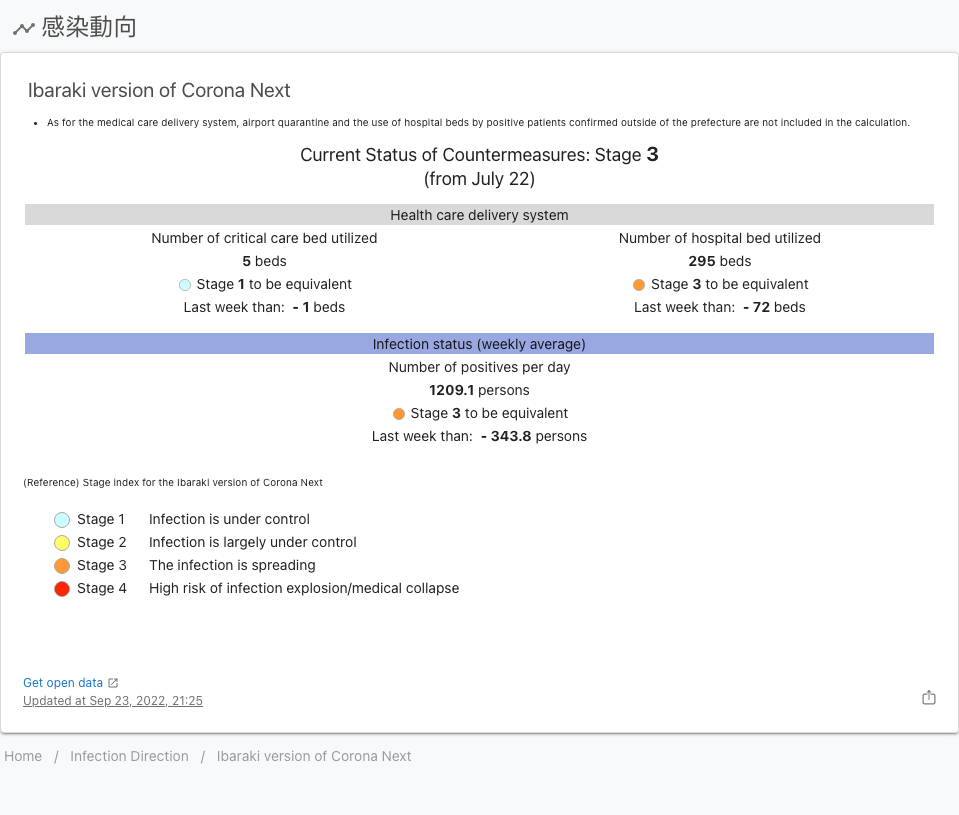 感染動向
Ibaraki version of Corona Next
• As for the medical care delivery system, airport quarantine and the use of hospital beds by positive patients confirmed outside of the prefecture are not included in the calculation.
Current Status of Countermeasures: Stage 3
(from July 22)
Health care delivery system
Number of critical care bed utilized
5 beds
Stage 1 to be equivalent
Last week than: - 1 beds
Number of hospital bed utilized
295 beds
Stage 3 to be equivalent
Last week than: - 72 beds
Infection status (weekly average)
Number of positives per day
1209.1 persons
Stage 3 to be equivalent
Last week than: - 343.8 persons
(Reference) Stage index for the Ibaraki version of Corona Next
Stage 1 Infection is under control
Stage 2 Infection is largely under control
Stage 3 The infection is spreading
Stage 4 High risk of infection explosion/medical collapse
Get open data
Updated at Sep 23, 2022, 21:25
Home / Infection Direction / Ibaraki version of Corona Next